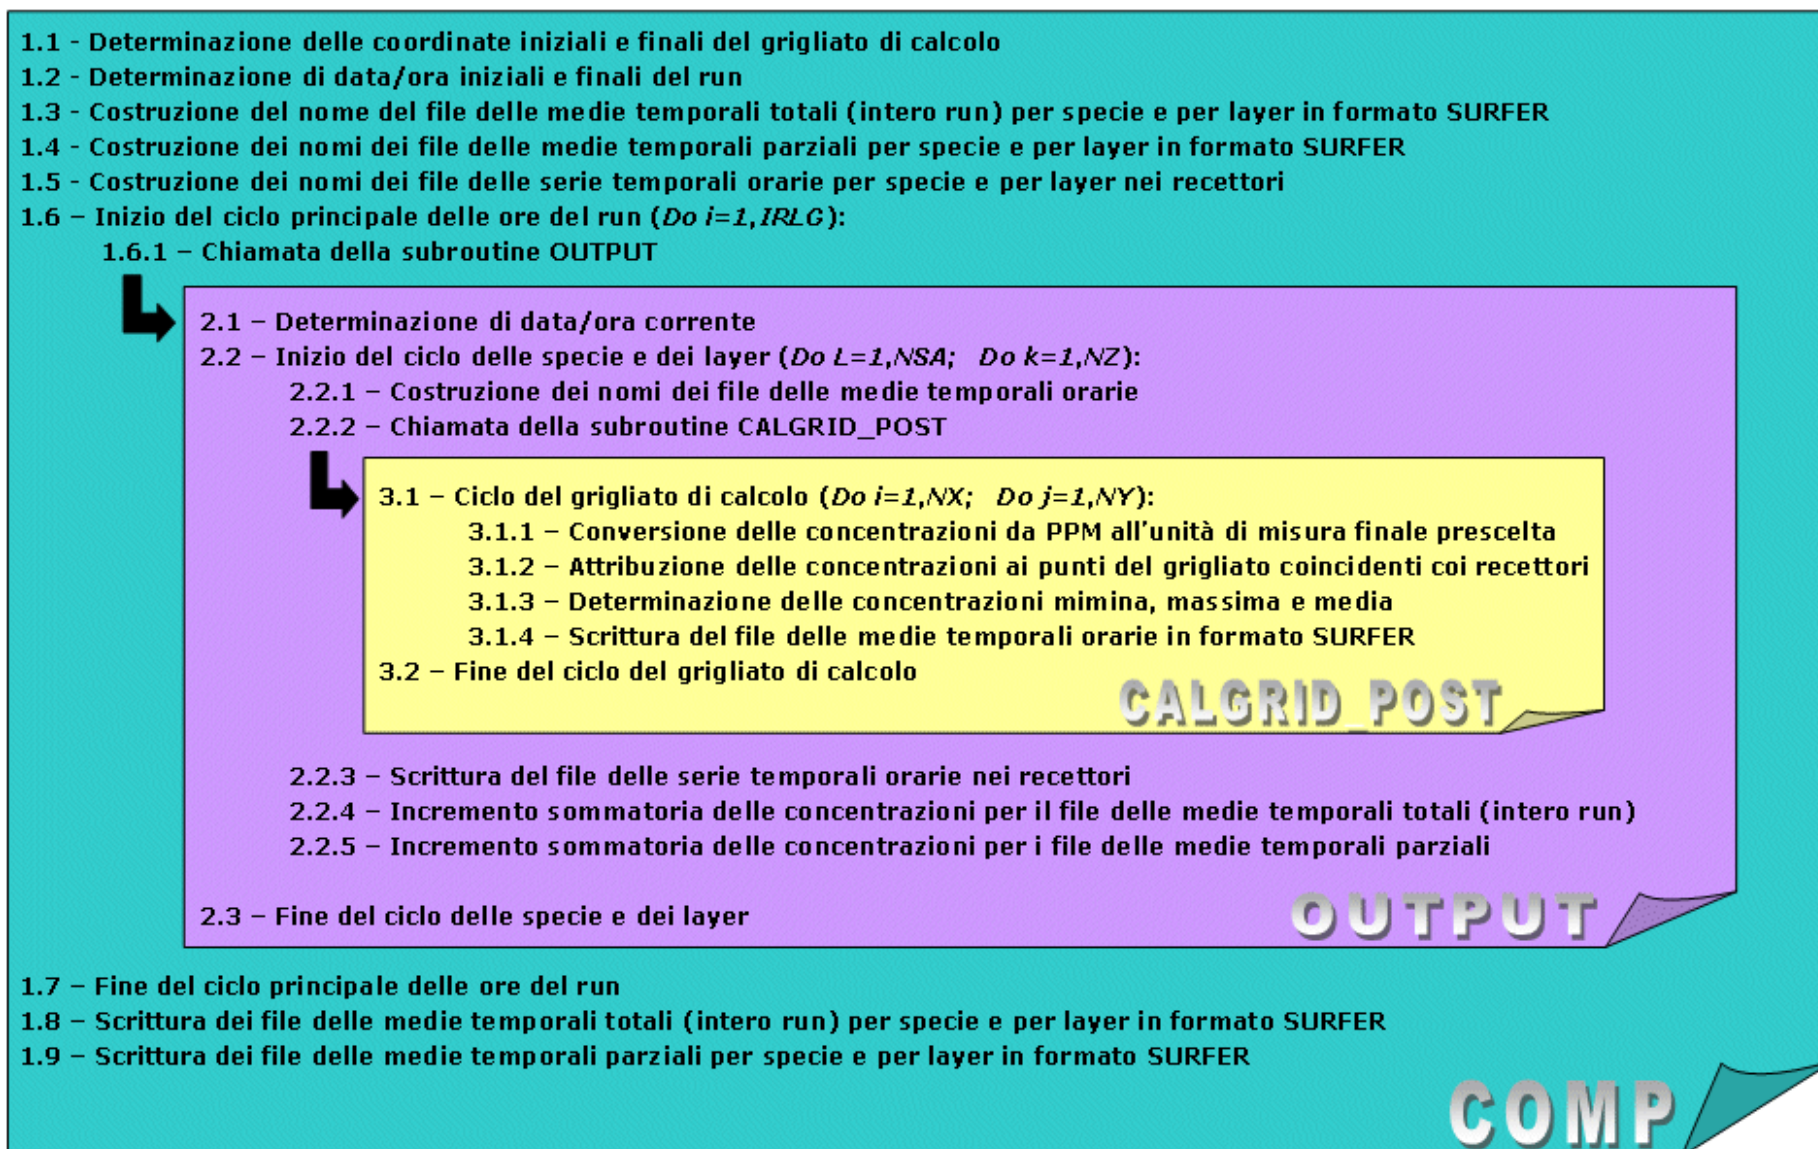 1.1 - Determinazione delle coordinate iniziali e finali del grigliato di calcolo
1.2 - Determinazione di data/ora iniziali e finali del run
1.3 - Costruzione del nome del file delle medie temporali totali (intero run) per specie e per layer in formato SURFER
1.4 - Costruzione dei nomi dei file delle medie temporali parziali per specie e per layer in formato SURFER
1.5 - Costruzione dei nomi dei file delle serie temporali orarie per specie e per layer nei recettori
1.6 – Inizio del ciclo principale delle ore del run (Do i=1,IRLG):
1.6.1 – Chiamata della subroutine OUTPUT
2.1 – Determinazione di data/ora corrente
2.2 – Inizio del ciclo delle specie e dei layer (Do L=1,NSA; Do k=1,NZ):
2.2.1 – Costruzione dei nomi dei file delle medie temporali orarie
2.2.2 – Chiamata della subroutine CALGRID_POST
3.1 – Ciclo del grigliato di calcolo (Do i=1,NX; Do j=1,NY):
3.1.1 – Conversione delle concentrazioni da PPM all'unità di misura finale prescelta
3.1.2 – Attribuzione delle concentrazioni ai punti del grigliato coincidenti coi recettori
3.1.3 – Determinazione delle concentrazioni mimina, massima e media
3.1.4 – Scrittura del file delle medie temporali orarie in formato SURFER
3.2 – Fine del ciclo del grigliato di calcolo
CALGRID_POST
2.2.3 – Scrittura del file delle serie temporali orarie nei recettori
2.2.4 – Incremento sommatoria delle concentrazioni per il file delle medie temporali totali (intero run)
2.2.5 – Incremento sommatoria delle concentrazioni per i file delle medie temporali parziali
2.3 – Fine del ciclo delle specie e dei layer
OUTPUT
1.7 – Fine del ciclo principale delle ore del run
1.8 – Scrittura dei file delle medie temporali totali (intero run) per specie e per layer in formato SURFER
1.9 – Scrittura dei file delle medie temporali parziali per specie e per layer in formato SURFER
COMP